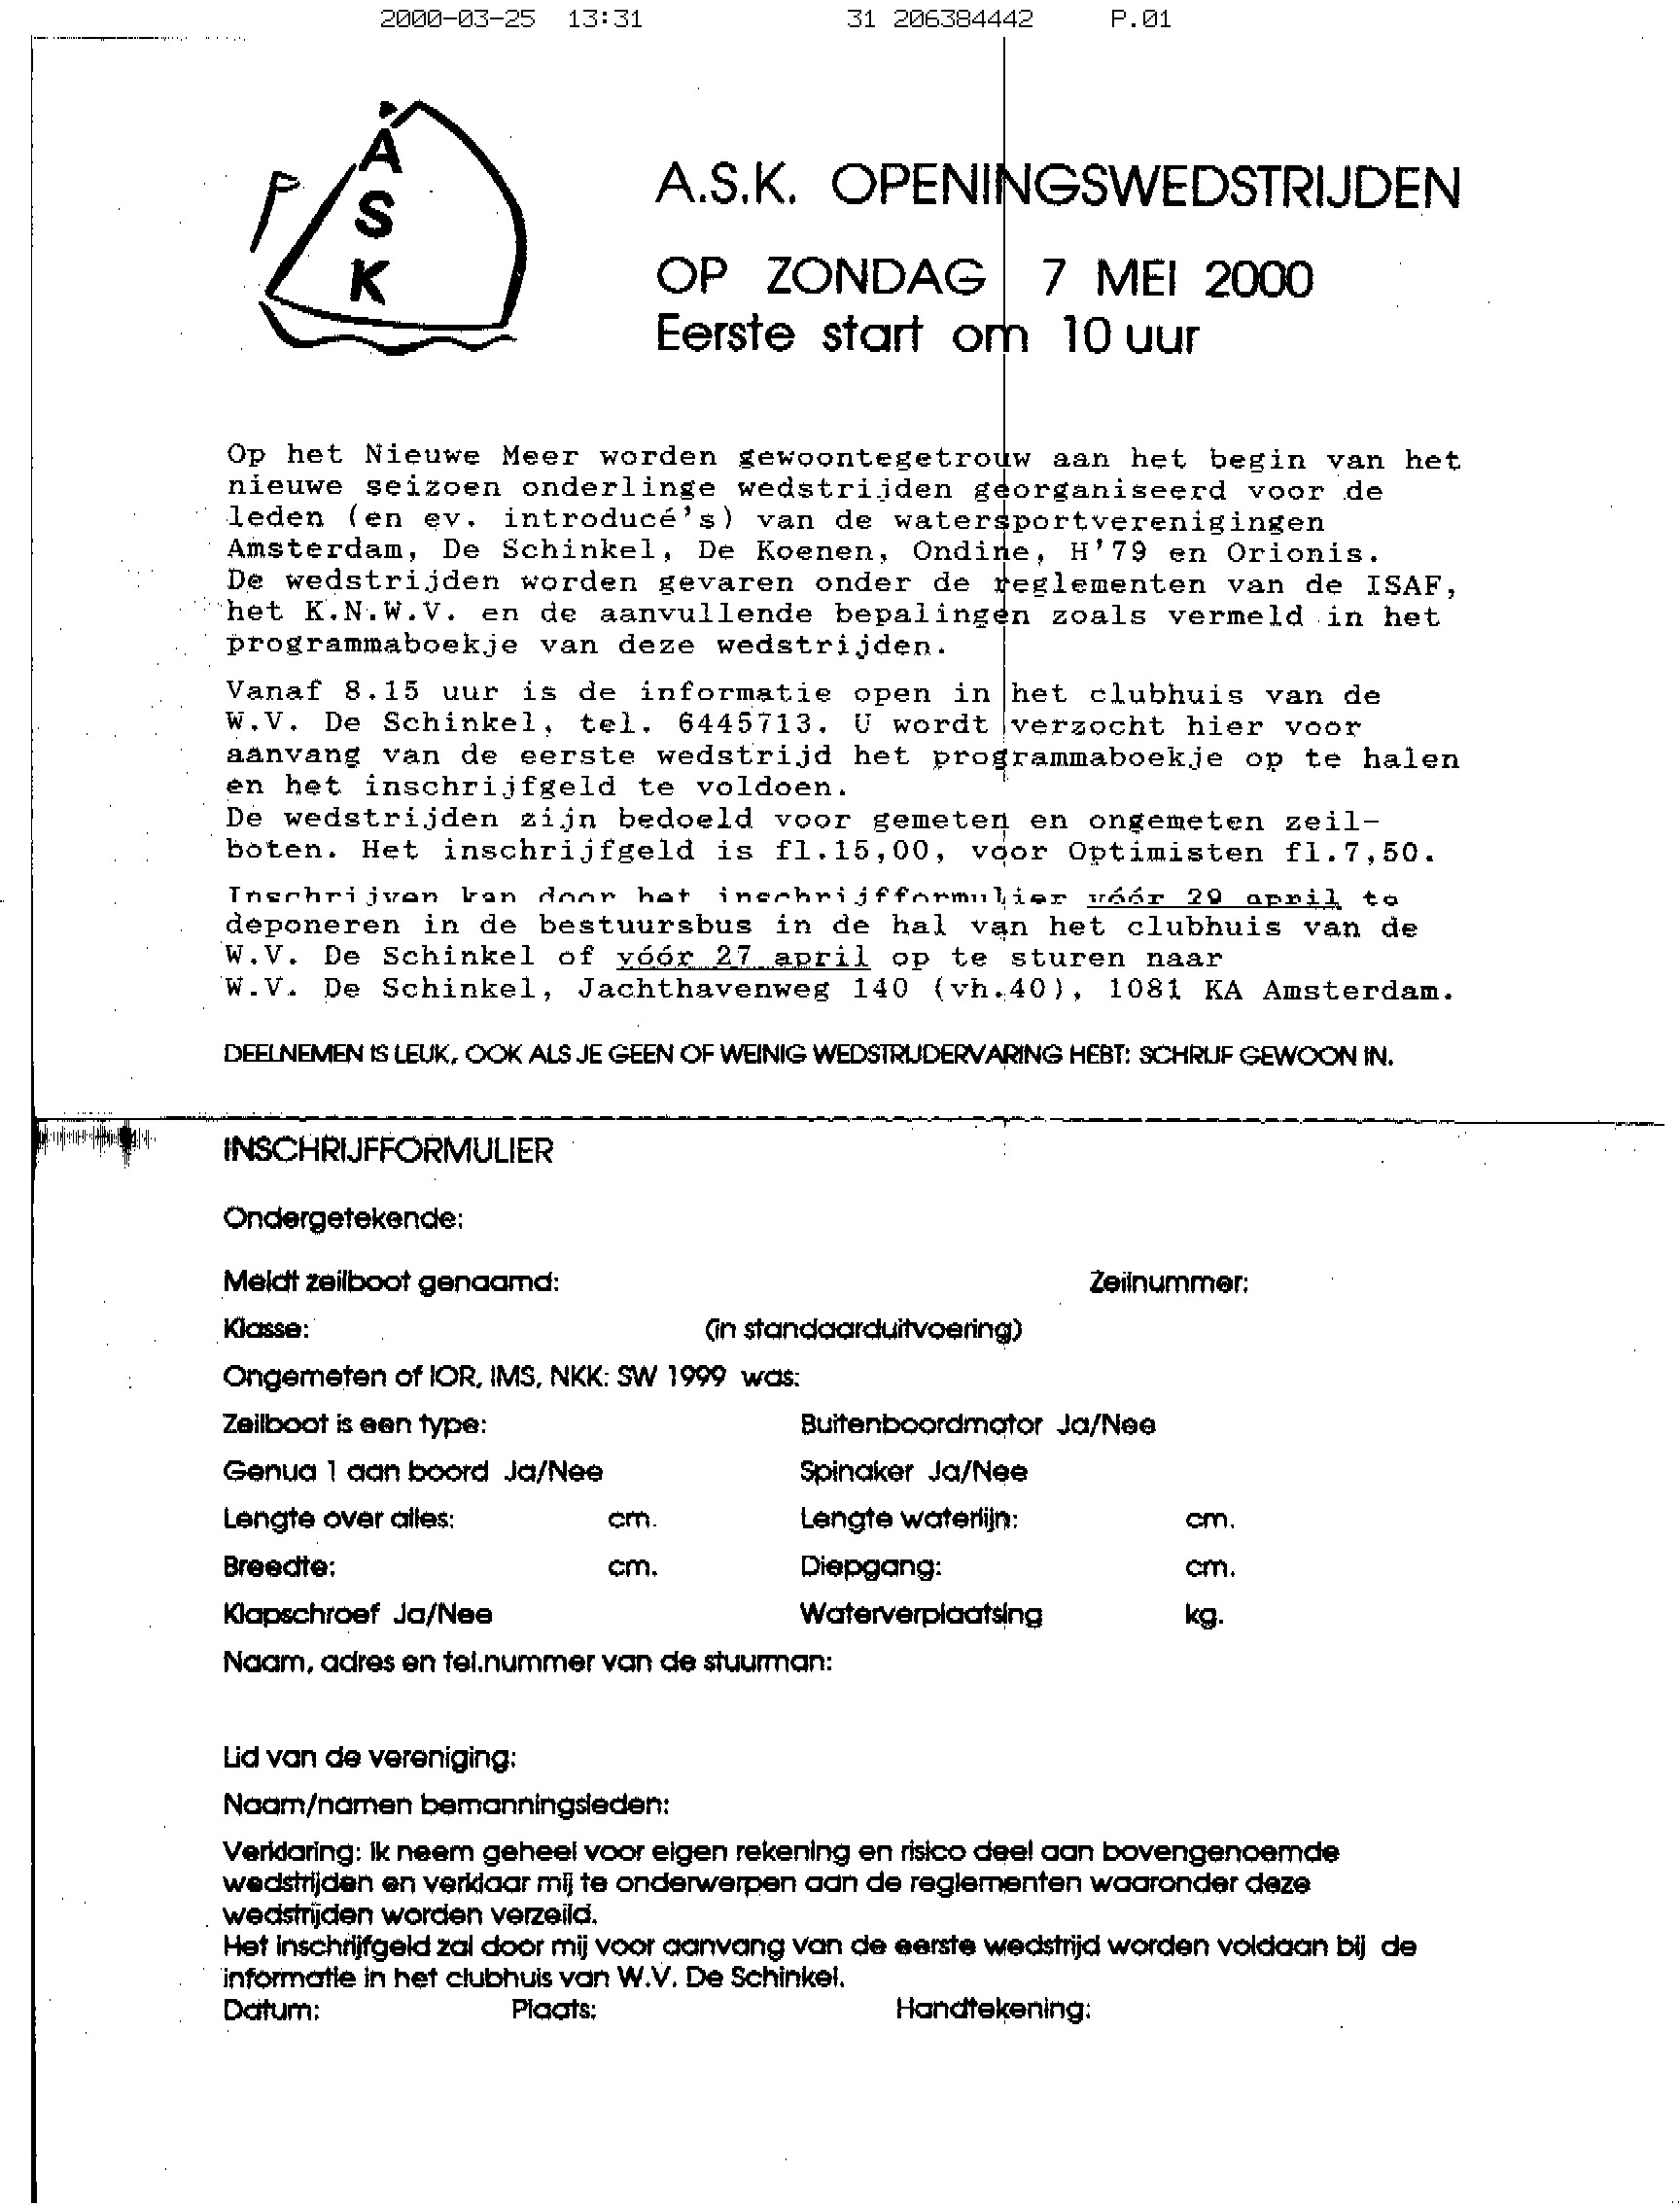 2000-03-25 13:31 31 206384442 P.01
A
S
K
A.S.K. OPENINGSWEDSTRIJDEN
OP ZONDAG 7 MEI 2000
Eerste start om 10 uur
Op het Nieuwe Meer worden gewoontegetrouw aan het begin van het
nieuwe seizoen onderlinge wedstrijden georganiseerd voor de
leden (en ev. introducé's) van de watersportverenigingen
Amsterdam, De Schinkel, De Koenen, Ondine, H'79 en Orionis.
De wedstrijden worden gevaren onder de reglementen van de ISAF,
het K.N.W.V. en de aanvullende bepalingen zoals vermeld in het
programmaboekje van deze wedstrijden.
Vanaf 8.15 uur is de informatie open in het clubhuis van de
W.V. De Schinkel, tel. 6445713. U wordt verzocht hier voor
aanvang van de eerste wedstrijd het programmaboekje op te halen
en het inschrijfgeld te voldoen.
De wedstrijden zijn bedoeld voor gemeten en ongemeten zeil-
boten. Het inschrijfgeld is fl.15,00, voor Optimisten fl.7,50.
Inschrijven kan door het inschrijfformulier vóór 29 april te
deponeren in de bestuursbus in de hal van het clubhuis van de
W.V. De Schinkel of vóór 27 april op te sturen naar
W.V. De Schinkel, Jachthavenweg 140 (vh.40), 1081 KA Amsterdam.
DEELNEMEN IS LEUK, OOK ALS JE GEEN OF WEINIG WEDSTRIJDERVARING HEBT: SCHRIJF GEWOON IN.
INSCHRIJFFORMULIER
Ondergetekende:
Meldt zeilboot genaamd: Zeilnummer:
Klasse: (in standaarduitvoering)
Ongemeten of IOR, IMS, NKK: SW 1999 was:
Zeilboot is een type: Buitenboordmotor Ja/Nee
Genua 1 aan boord Ja/Nee Spinaker Ja/Nee
Lengte over alles: cm. Lengte waterlijn: cm.
Breedte: cm. Diepgang: cm.
Klapschroef Ja/Nee Waterverplaatsing kg.
Naam, adres en tel.nummer van de stuurman:
Lid van de vereniging:
Naam/namen bemanningsleden:
Verklaring: Ik neem geheel voor eigen rekening en risico deel aan bovengenoemde
wedstrijden en verklaar mij te onderwerpen aan de reglementen waaronder deze
wedstrijden worden verzeild.
Het inschrijfgeld zal door mij voor aanvang van de eerste wedstrijd worden voldaan bij de
informatie in het clubhuis van W.V. De Schinkel.
Datum: Plaats: Handtekening: